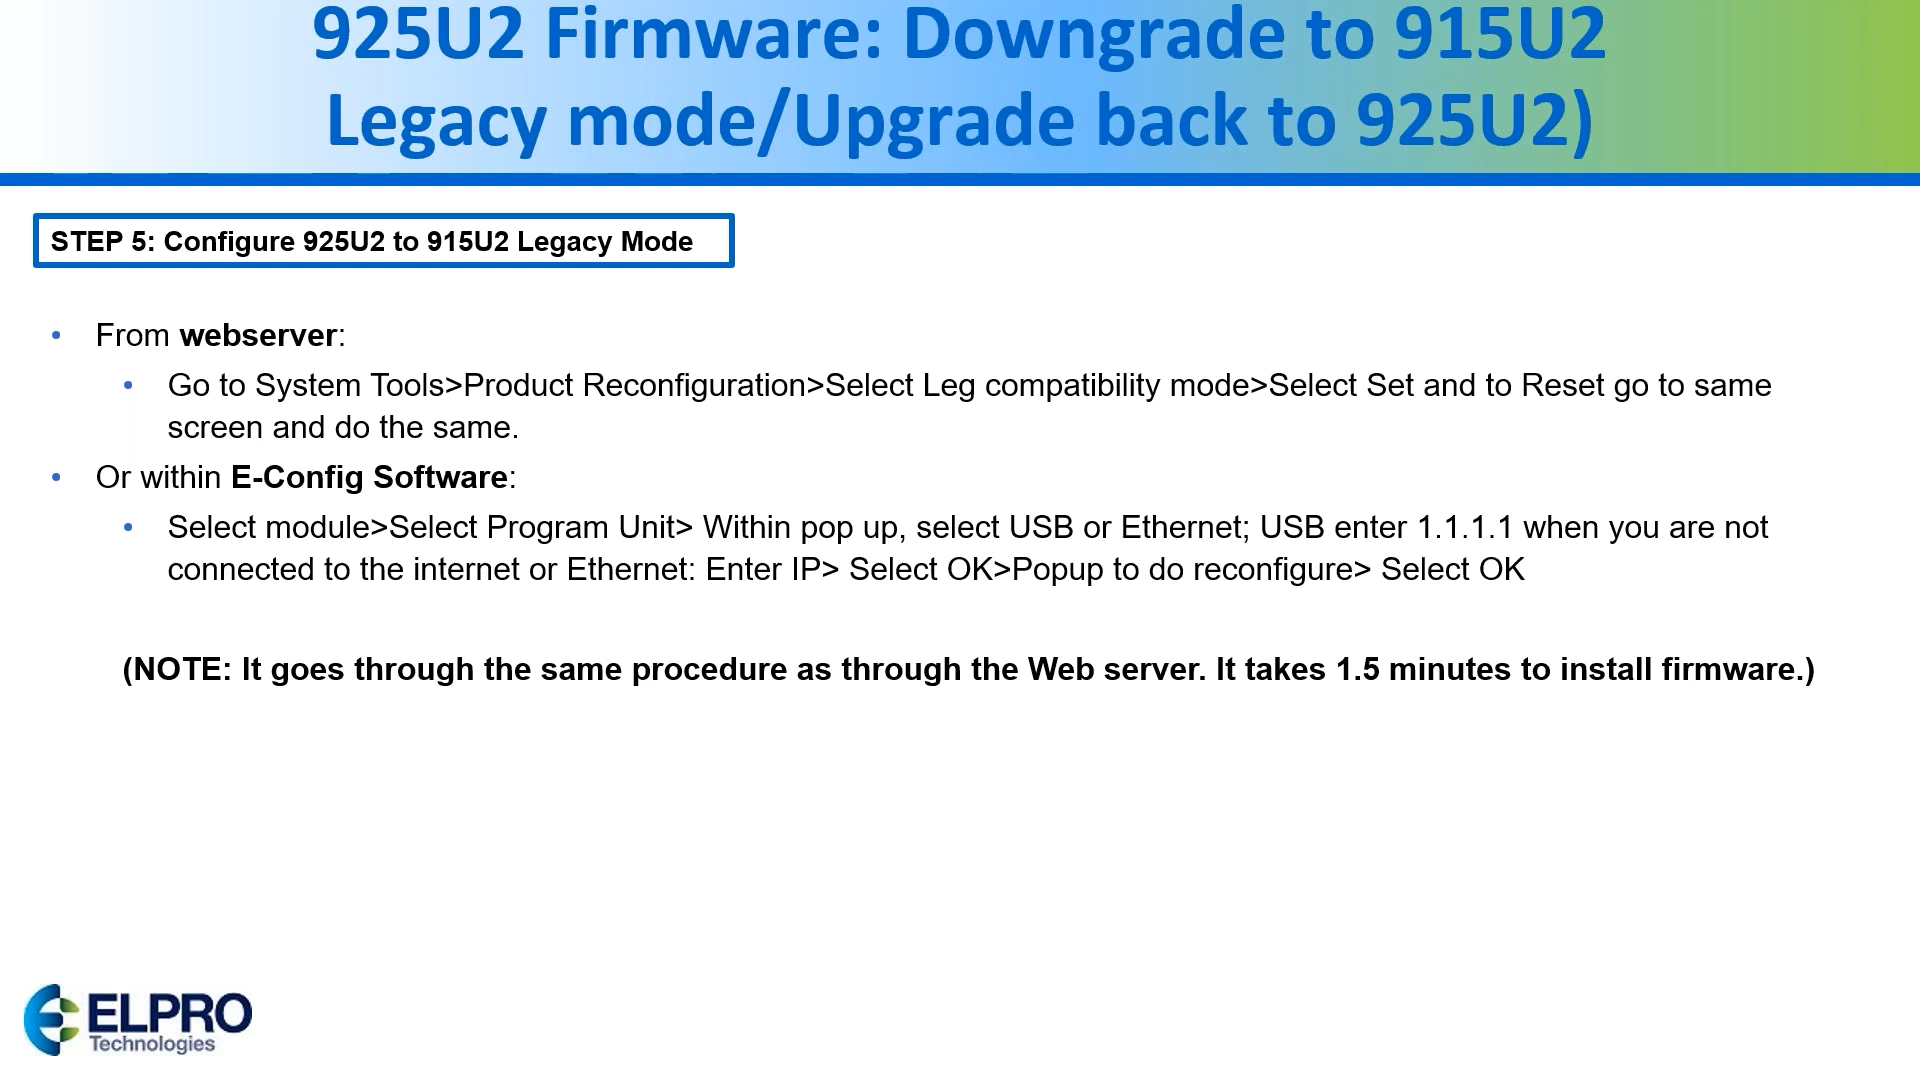 925U2 Firmware: Downgrade to 915U2
Legacy mode/Upgrade back to 925U2)
STEP 5: Configure 925U2 to 915U2 Legacy Mode
• From webserver:
• Go to System Tools>Product Reconfiguration>Select Leg compatibility mode>Select Set and to Reset go to same
screen and do the same.
• Or within E-Config Software:
• Select module>Select Program Unit> Within pop up, select USB or Ethernet; USB enter 1.1.1.1 when you are not
connected to the internet or Ethernet: Enter IP> Select OK>Popup to do reconfigure> Select OK
(NOTE: It goes through the same procedure as through the Web server. It takes 1.5 minutes to install firmware.)
ELPRO
Technologies